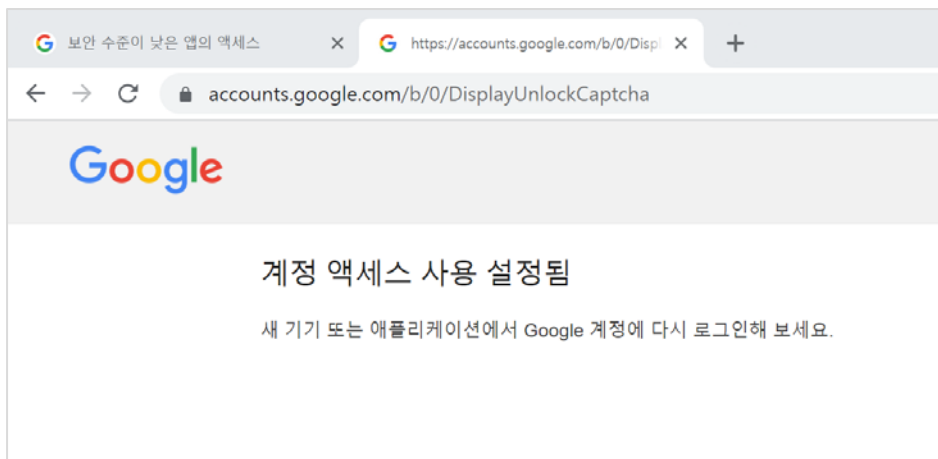 보안 수준이 낮은 앱의 액세스
https://accounts.google.com/b/0/Displ
accounts.google.com/b/0/DisplayUnlockCaptcha
Google
계정 액세스 사용 설정됨
새 기기 또는 애플리케이션에서 Google 계정에 다시 로그인해 보세요.